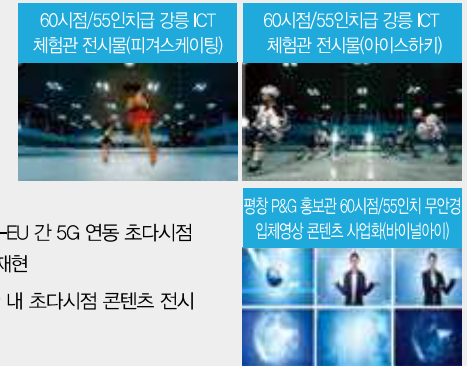 60시점/55인치급 강릉 ICT
체험관 전시물(피겨스케이팅)
60시점/55인치급 강릉 ICT
체험관 전시물(아이스하키)
-EU 간 5G 연동 초다시점
재현
내 초다시점 콘텐츠 전시
평창 P&G 홍보관 60시점/55인치 무안경
입체영상 콘텐츠 사업화(바이널아이)